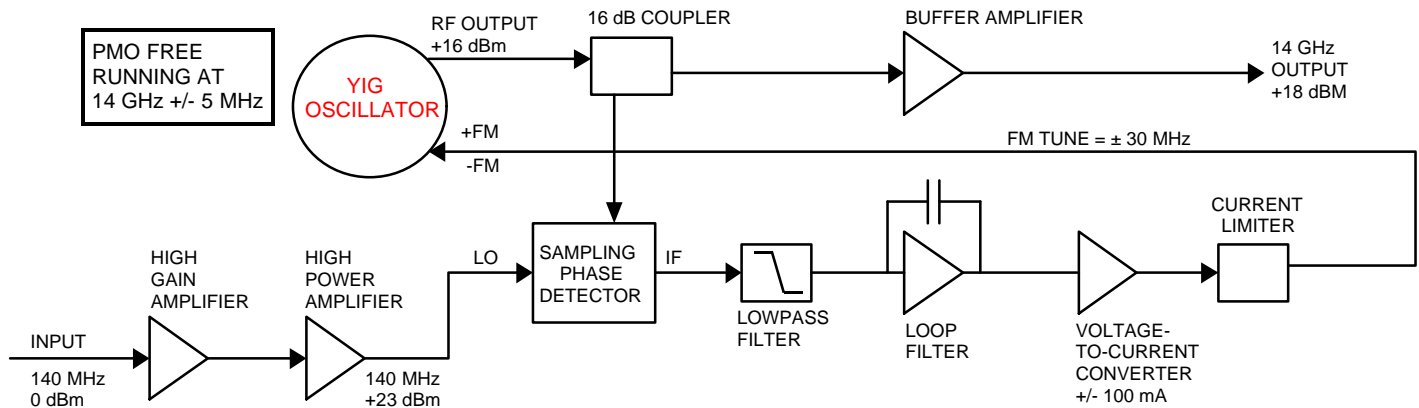 PMO FREE
RUNNING AT
14 GHz +/- 5 MHz
YIG
OSCILLATOR
RF OUTPUT
+16 dBm
16 dB COUPLER
BUFFER AMPLIFIER
14 GHz
OUTPUT
+18 dBM
+FM
-FM
FM TUNE = ± 30 MHz
INPUT
140 MHz
0 dBm
HIGH
GAIN
AMPLIFIER
HIGH
POWER
AMPLIFIER
140 MHz
+23 dBm
LO
SAMPLING
PHASE
DETECTOR
IF
LOWPASS
FILTER
LOOP
FILTER
VOLTAGE-
TO-CURRENT
CONVERTER
+/- 100 mA
CURRENT
LIMITER